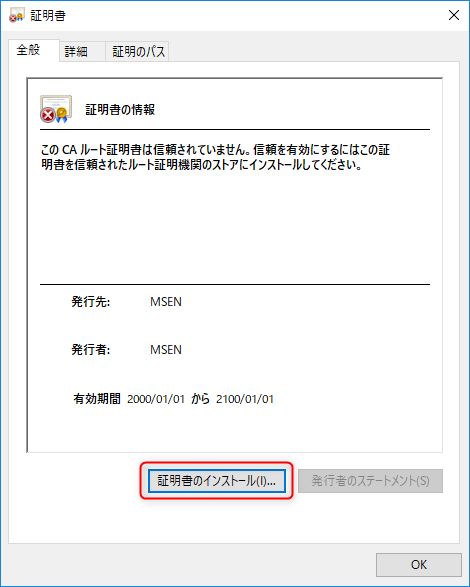 証明書
全般
詳細
証明のパス
証明書の情報
この CA ルート証明書は信頼されていません。信頼を有効にするにはこの証
明書を信頼されたルート証明機関のストアにインストールしてください。
発行先: MSEN
発行者: MSEN
有効期間 2000/01/01 から 2100/01/01
証明書のインストール(I)...
発行者のステートメント(S)
OK